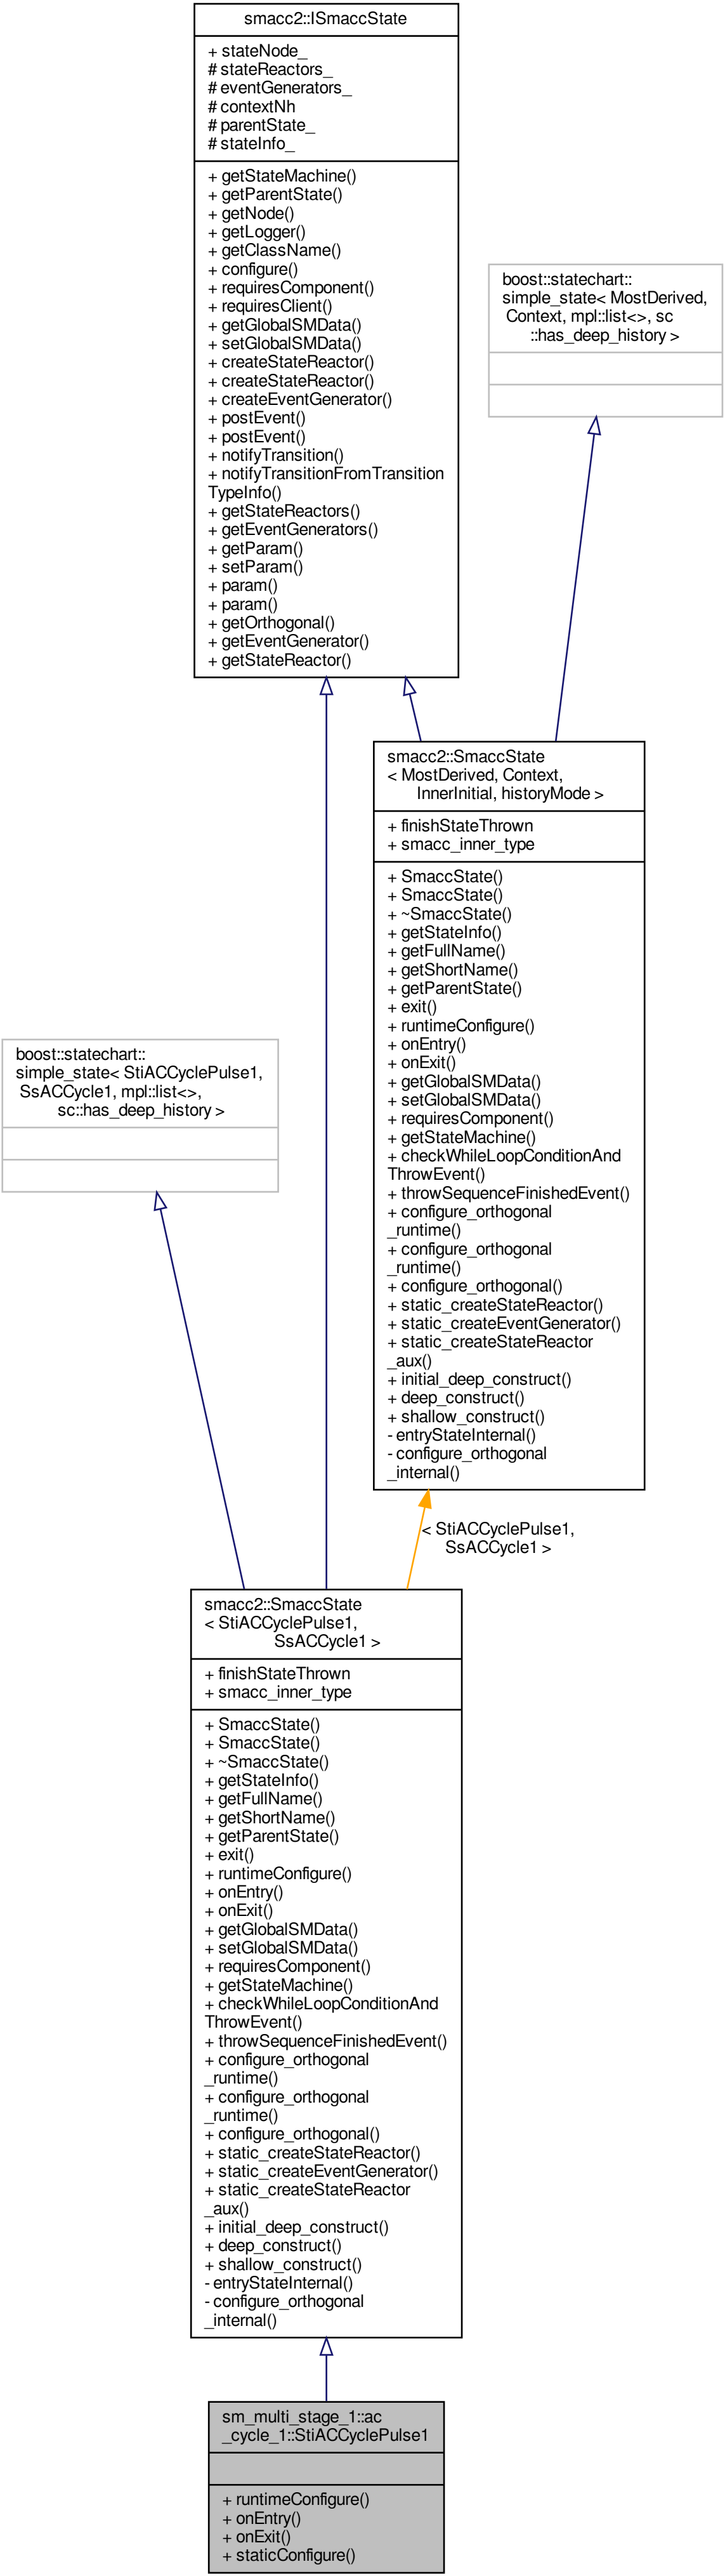 smacc2::ISmaccState
+ stateNode_
# stateReactors_
# eventGenerators_
# contextNh
# parentState_
# stateInfo_
+ getStateMachine()
+ getParentState()
+ getNode()
+ getLogger()
+ getClassName()
+ configure()
+ requiresComponent()
+ requiresClient()
+ getGlobalSMData()
+ setGlobalSMData()
+ createStateReactor()
+ createStateReactor()
+ createEventGenerator()
+ postEvent()
+ postEvent()
+ notifyTransition()
+ notifyTransitionFromTransition
TypeInfo()
+ getStateReactors()
+ getEventGenerators()
+ getParam()
+ setParam()
+ param()
+ param()
+ getOrthogonal()
+ getEventGenerator()
+ getStateReactor()
boost::statechart::
simple_state< MostDerived,
Context, mpl::list<>, sc
::has_deep_history >
smacc2::SmaccState
< MostDerived, Context,
InnerInitial, historyMode >
+ finishStateThrown
+ smacc_inner_type
+ SmaccState()
+ SmaccState()
+ ~SmaccState()
+ getStateInfo()
+ getFullName()
+ getShortName()
+ getParentState()
+ exit()
+ runtimeConfigure()
+ onEntry()
+ onExit()
+ getGlobalSMData()
+ setGlobalSMData()
+ requiresComponent()
+ getStateMachine()
+ checkWhileLoopConditionAnd
ThrowEvent()
+ throwSequenceFinishedEvent()
+ configure_orthogonal
_runtime()
+ configure_orthogonal
_runtime()
+ configure_orthogonal()
+ static_createStateReactor()
+ static_createEventGenerator()
+ static_createStateReactor
_aux()
+ initial_deep_construct()
+ deep_construct()
+ shallow_construct()
- entryStateInternal()
- configure_orthogonal
_internal()
boost::statechart::
simple_state< StiACCyclePulse1,
SsACCycle1, mpl::list<>,
sc::has_deep_history >
< StiACCyclePulse1,
SsACCycle1 >
smacc2::SmaccState
< StiACCyclePulse1,
SsACCycle1 >
+ finishStateThrown
+ smacc_inner_type
+ SmaccState()
+ SmaccState()
+ ~SmaccState()
+ getStateInfo()
+ getFullName()
+ getShortName()
+ getParentState()
+ exit()
+ runtimeConfigure()
+ onEntry()
+ onExit()
+ getGlobalSMData()
+ setGlobalSMData()
+ requiresComponent()
+ getStateMachine()
+ checkWhileLoopConditionAnd
ThrowEvent()
+ throwSequenceFinishedEvent()
+ configure_orthogonal
_runtime()
+ configure_orthogonal
_runtime()
+ configure_orthogonal()
+ static_createStateReactor()
+ static_createEventGenerator()
+ static_createStateReactor
_aux()
+ initial_deep_construct()
+ deep_construct()
+ shallow_construct()
- entryStateInternal()
- configure_orthogonal
_internal()
sm_multi_stage_1::ac
_cycle_1::StiACCyclePulse1
+ runtimeConfigure()
+ onEntry()
+ onExit()
+ staticConfigure()